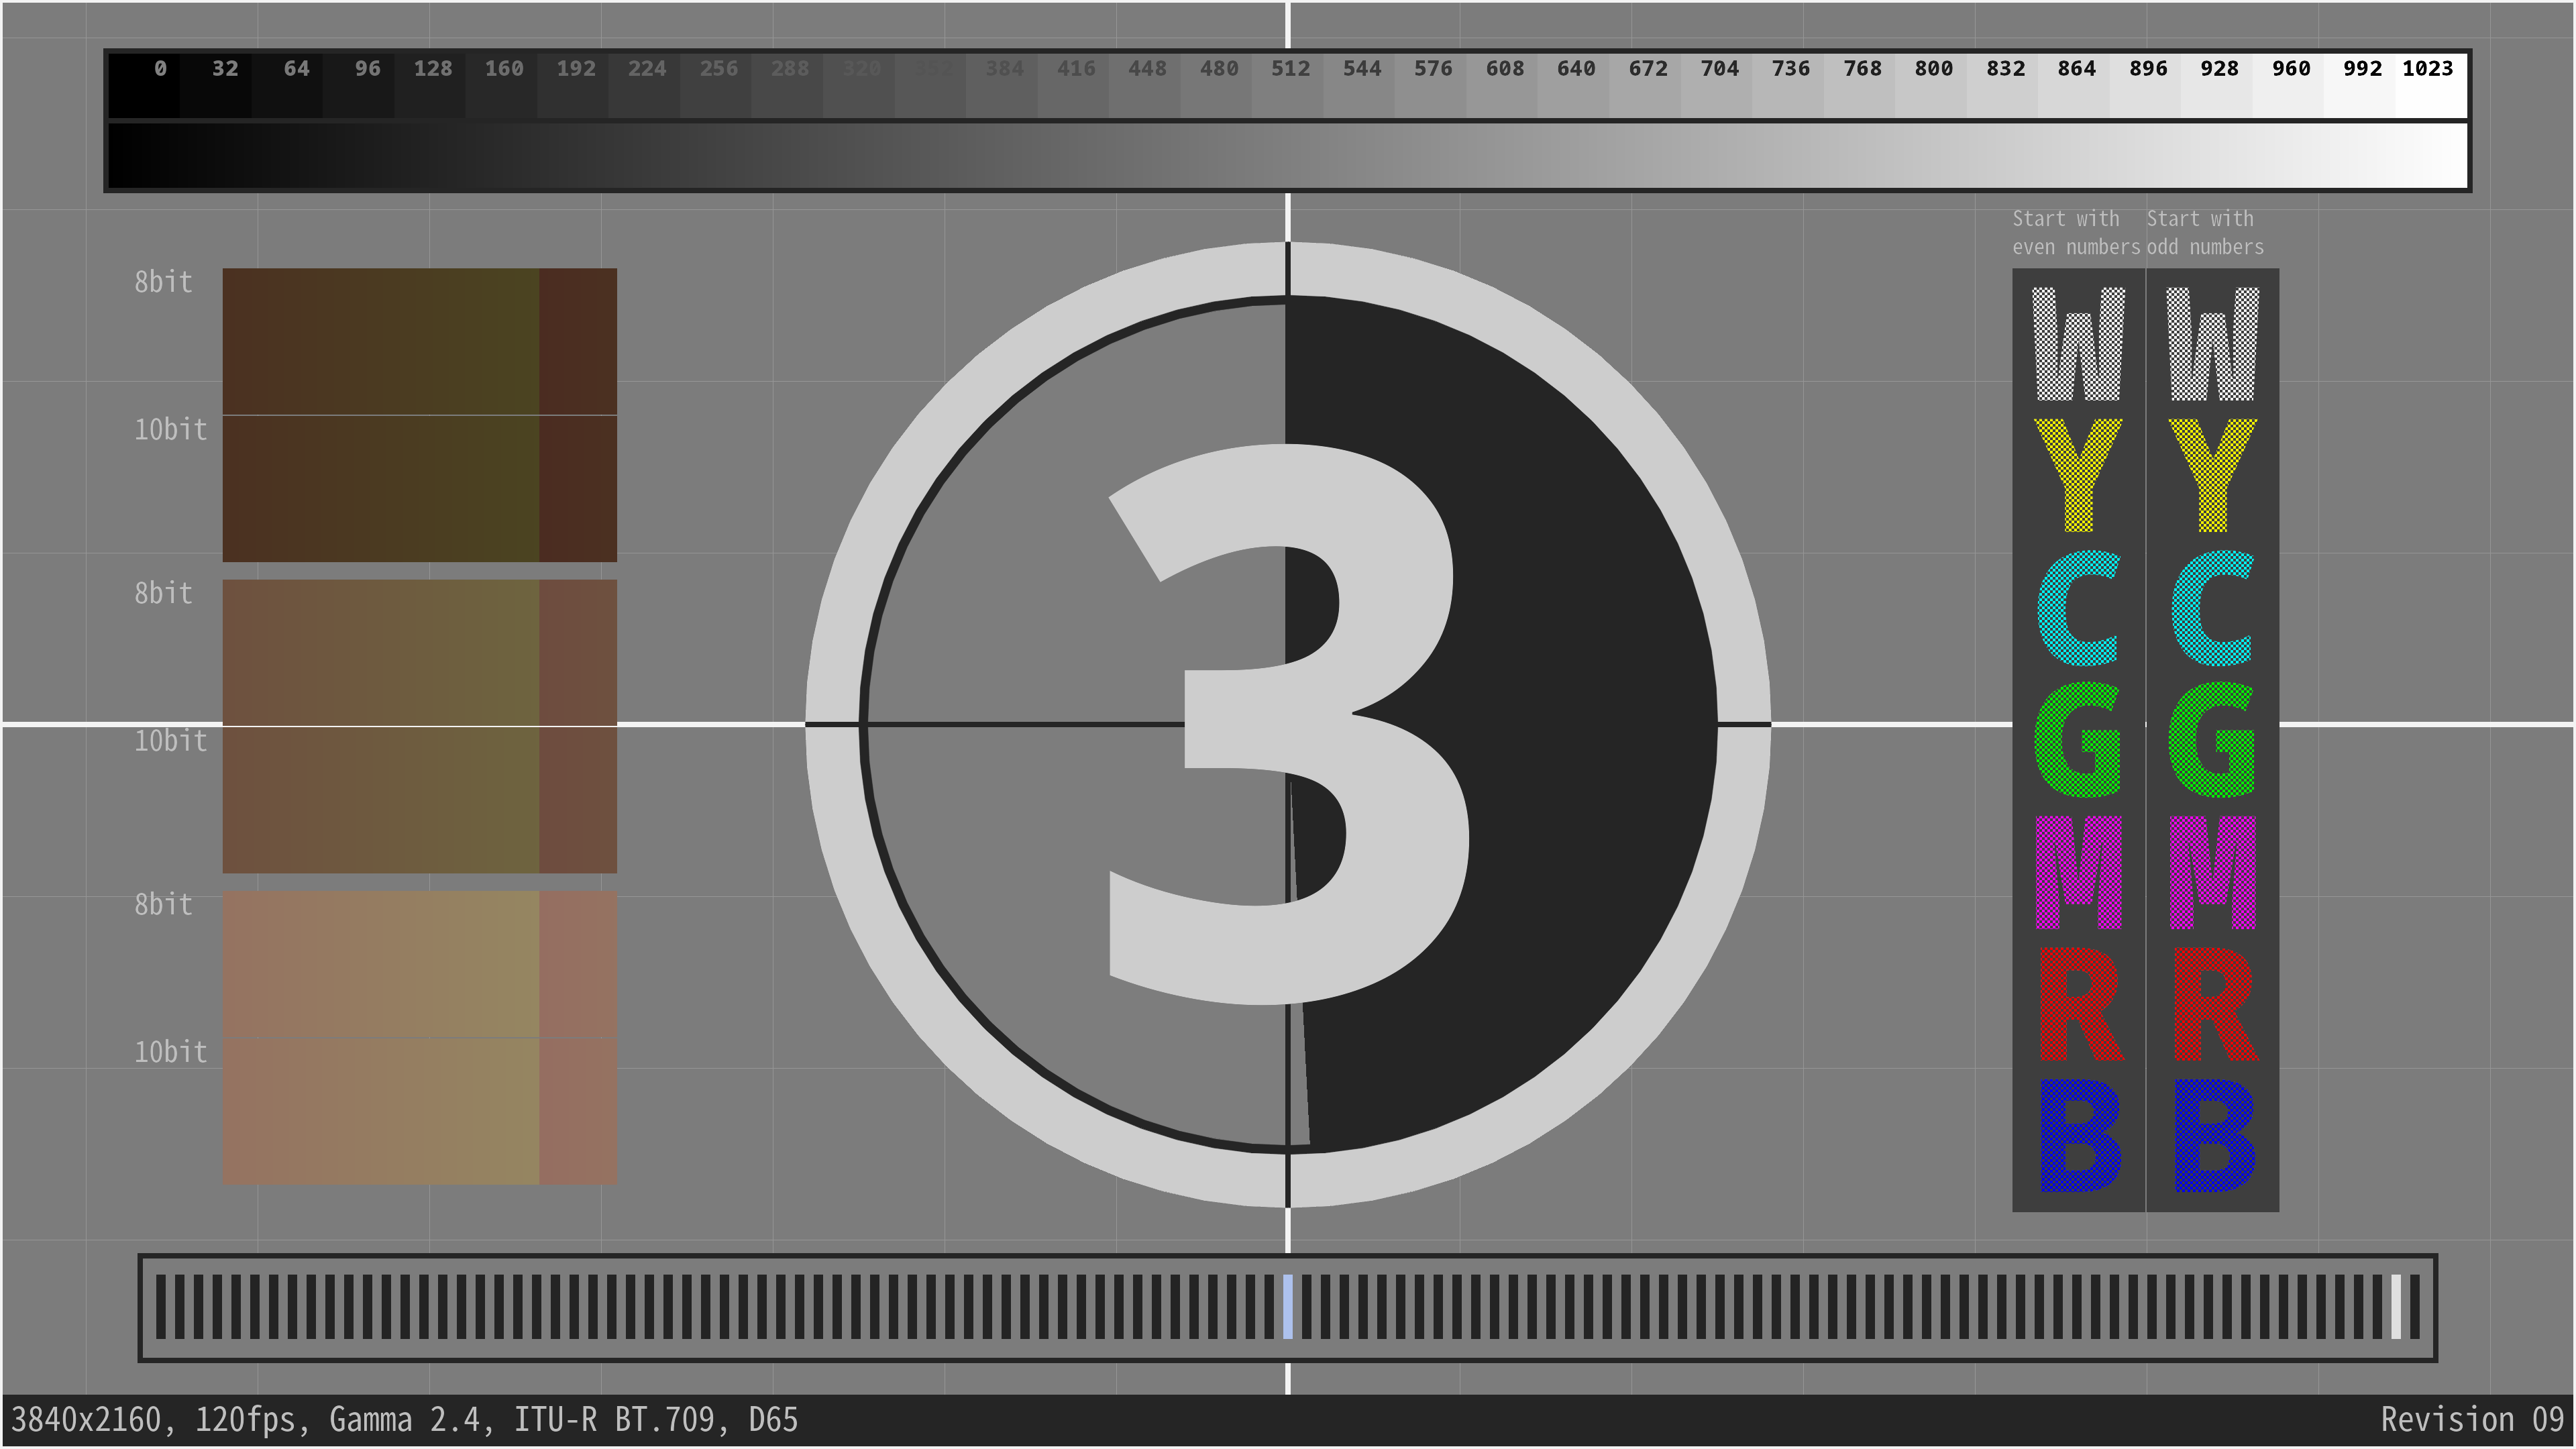 0 32 64 96 128 160 192 224 256 288 320 352 384 416 448 480 512 544 576 608 640 672 704 736 768 800 832 864 896 928 960 992 1023
Start with
even numbers
Start with
odd numbers
8bit
10bit
8bit
10bit
8bit
10bit
3
W W
Y Y
C C
G G
M M
R R
B B
3840x2160, 120fps, Gamma 2.4, ITU-R BT.709, D65
Revision 09